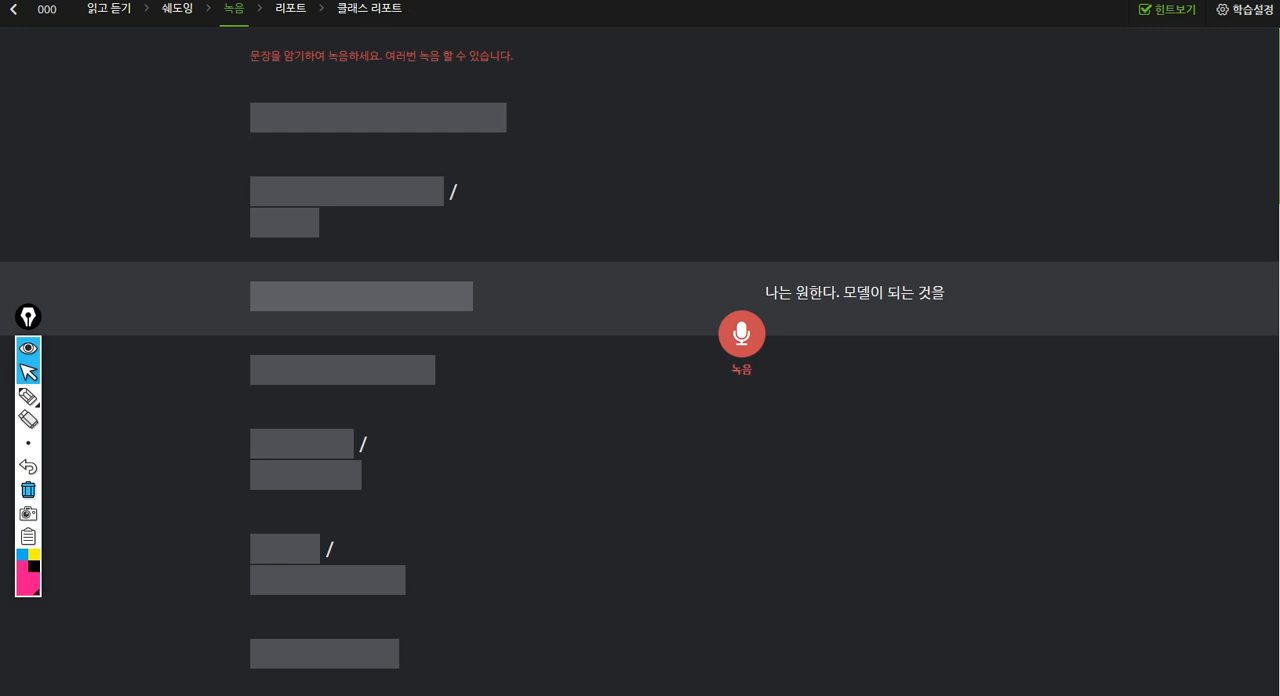 000 읽고 듣기 쉐도잉 녹음 리포트 클래스 리포트 힌트보기 학습설정
문장을 암기하여 녹음하세요. 여러번 녹음 할 수 있습니다.
/
나는 원한다. 모델이 되는 것을
녹음
/
/